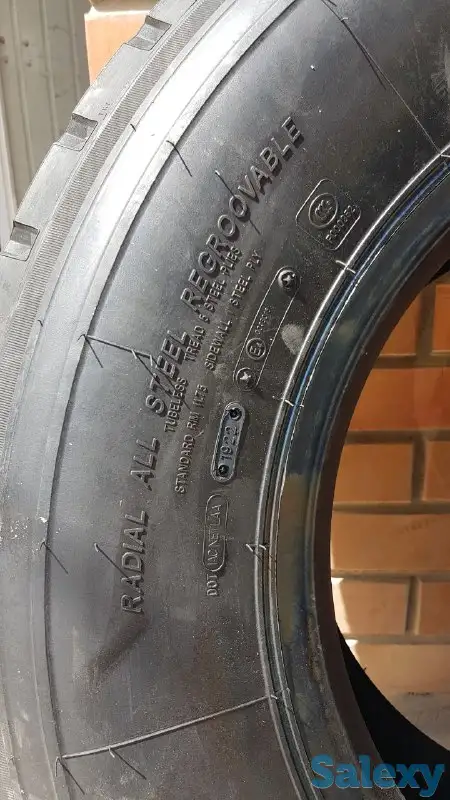 RADIAL ALL STEEL REGROOVABLE
TUBELESS TREAD 6 STEEL PLIES
STANDARD RIM 11.75 SIDEWALL 1 STEEL PLY
1922
DOT
Salexy